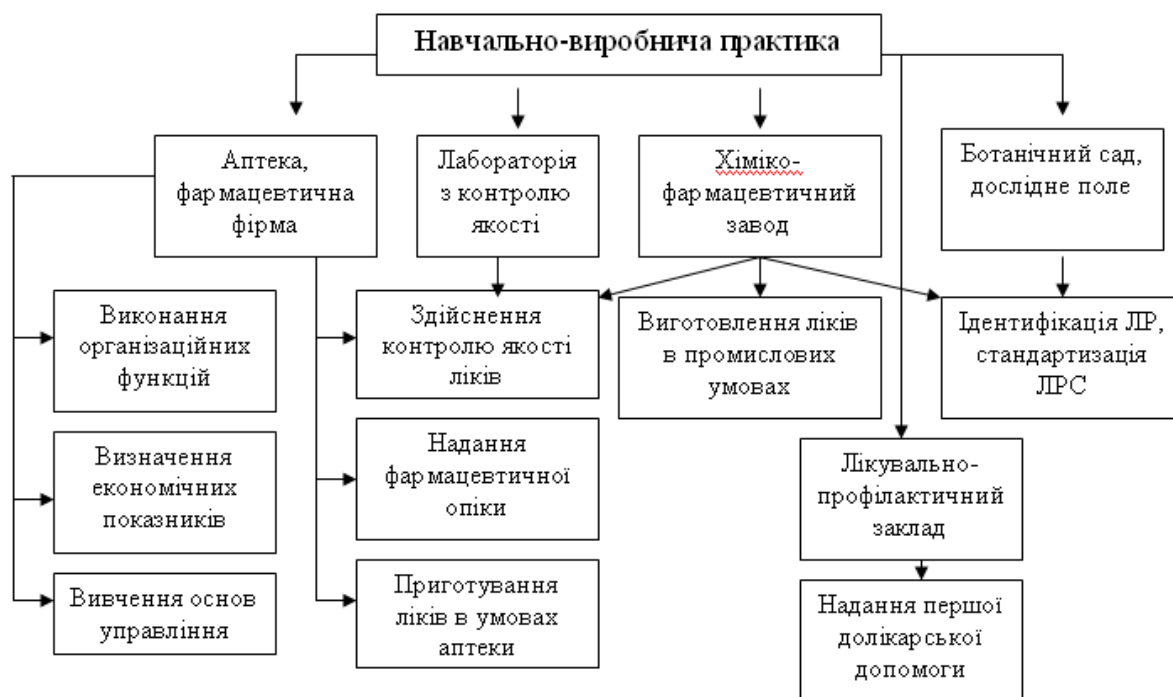 Навчально-виробнича практика
Аптека,
фармацевтична
фірма
Лабораторія
з контролю
якості
Хіміко-
фармацевтичний
завод
Ботанічний сад,
дослідне поле
Виконання
організаційних
функцій
Здійснення
контролю якості
ліків
Виготовлення ліків
в промислових
умовах
Ідентифікація ЛР,
стандартизація
ЛРС
Визначення
економічних
показників
Надання
фармацевтичної
опіки
Лікувально-
профілактичний
заклад
Вивчення основ
управління
Приготування
ліків в умовах
аптеки
Надання першої
долікарської
допомоги